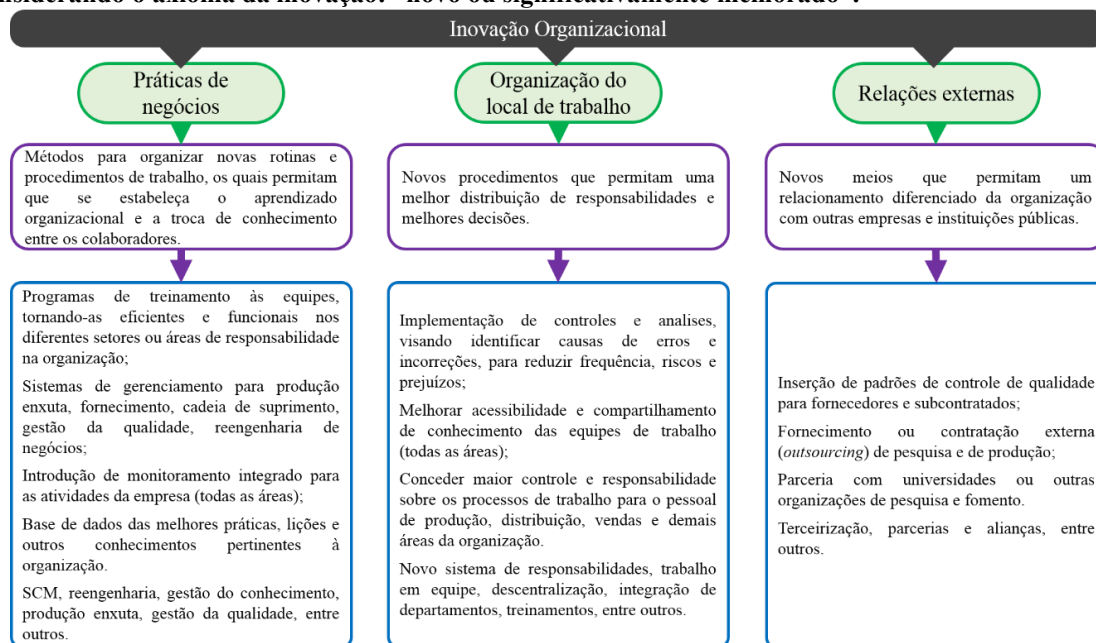 onsiderando o axioma da inovação: "novo ou significativamente melhorado".
Inovação Organizacional
Práticas de
negócios
Métodos para organizar novas rotinas e
procedimentos de trabalho, os quais permitam
que se estabeleça o aprendizado
organizacional e a troca de conhecimento
entre os colaboradores.
Programas de treinamento às equipes,
tornando-as eficientes e funcionais nos
diferentes setores ou áreas de responsabilidade
na organização;
Sistemas de gerenciamento para produção
enxuta, fornecimento, cadeia de suprimento,
gestão da qualidade, reengenharia de
negócios;
Introdução de monitoramento integrado para
as atividades da empresa (todas as áreas);
Base de dados das melhores práticas, lições e
outros conhecimentos pertinentes à
organização.
SCM, reengenharia, gestão do conhecimento,
produção enxuta, gestão da qualidade, entre
outros.
Organização do
local de trabalho
Novos procedimentos que permitam uma
melhor distribuição de responsabilidades e
melhores decisões.
Implementação de controles e analises,
visando identificar causas de erros e
incorreções, para reduzir frequência, riscos e
prejuízos;
Melhorar acessibilidade e compartilhamento
de conhecimento das equipes de trabalho
(todas as áreas);
Conceder maior controle e responsabilidade
sobre os processos de trabalho para o pessoal
de produção, distribuição, vendas e demais
áreas da organização.
Novo sistema de responsabilidades, trabalho
em equipe, descentralização, integração de
departamentos, treinamentos, entre outros.
Relações externas
Novos meios que permitam um
relacionamento diferenciado da organização
com outras empresas e instituições públicas.
Inserção de padrões de controle de qualidade
para fornecedores e subcontratados;
Fornecimento ou contratação externa
(outsourcing) de pesquisa e de produção;
Parceria com universidades ou outras
organizações de pesquisa e fomento.
Terceirização, parcerias e alianças, entre
outros.